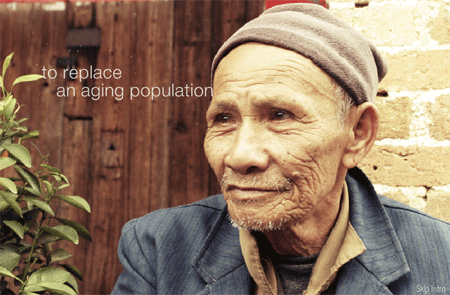 to replace
an aging population
Skip Intro